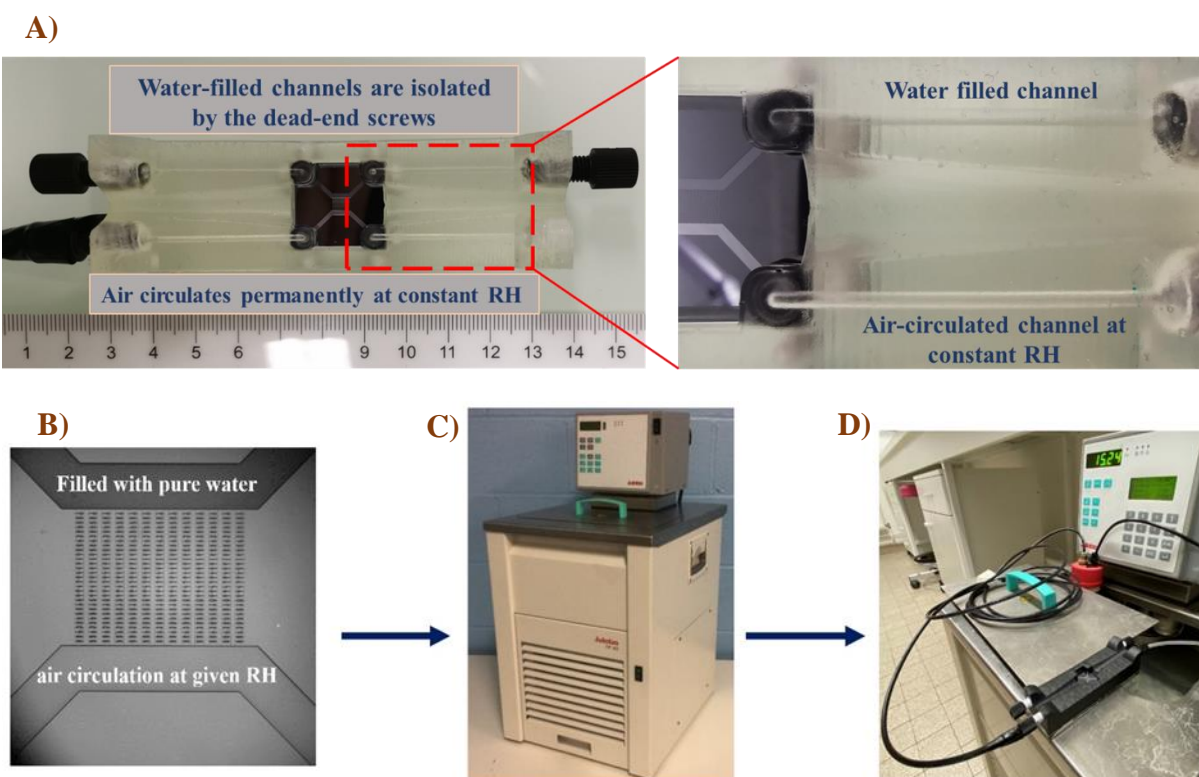 A)
Water-filled channels are isolated
by the dead-end screws
Water filled channel
Air circulates permanently at constant RH
Air-circulated channel at
constant RH
1 2 3 4 5 6 9 10 11 12 13 14 15
B)
Filled with pure water
air circulation at given RH
C)
Julabo
D)
15.24